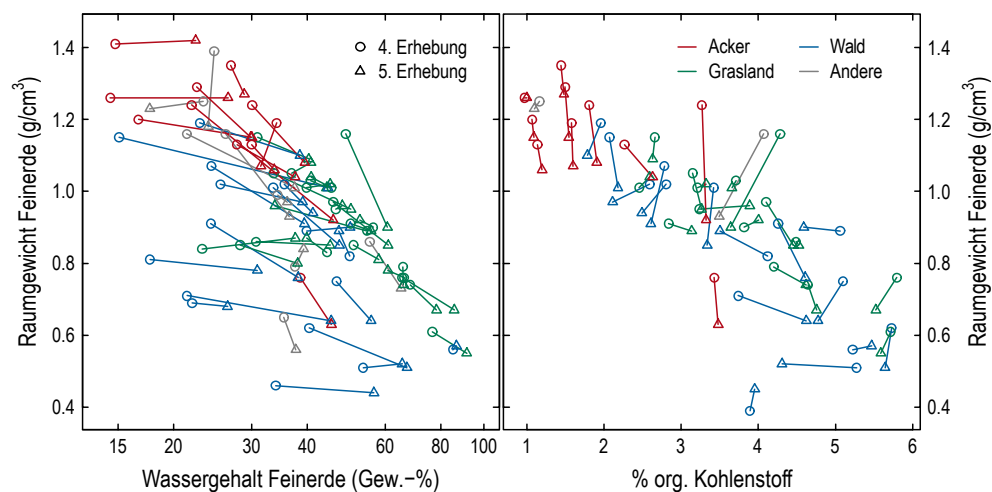 Raumgewicht Feinerde (g/cm³)
1.4
1.2
1.0
0.8
0.6
0.4
4. Erhebung
5. Erhebung
15 20 30 40 60 80 100
Wassergehalt Feinerde (Gew.−%)
Acker
Grasland
Wald
Andere
1 2 3 4 5 6
% org. Kohlenstoff
1.4
1.2
1.0
0.8
0.6
0.4
Raumgewicht Feinerde (g/cm³)